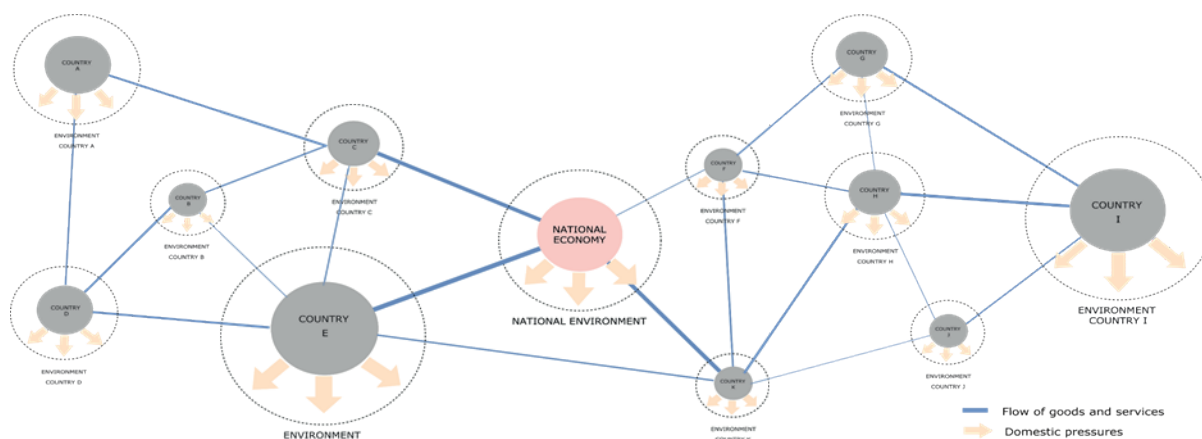 COUNTRY
A
ENVIRONMENT
COUNTRY A
COUNTRY
B
ENVIRONMENT
COUNTRY B
COUNTRY
C
ENVIRONMENT
COUNTRY C
COUNTRY
D
ENVIRONMENT
COUNTRY D
COUNTRY
E
ENVIRONMENT
NATIONAL
ECONOMY
NATIONAL ENVIRONMENT
COUNTRY
F
ENVIRONMENT
COUNTRY F
COUNTRY
G
ENVIRONMENT
COUNTRY G
COUNTRY
H
ENVIRONMENT
COUNTRY H
COUNTRY
I
ENVIRONMENT
COUNTRY I
COUNTRY
ENVIRONMENT
COUNTRY J
COUNTRY
K
ENVIRONMENT
Flow of goods and services
Domestic pressures